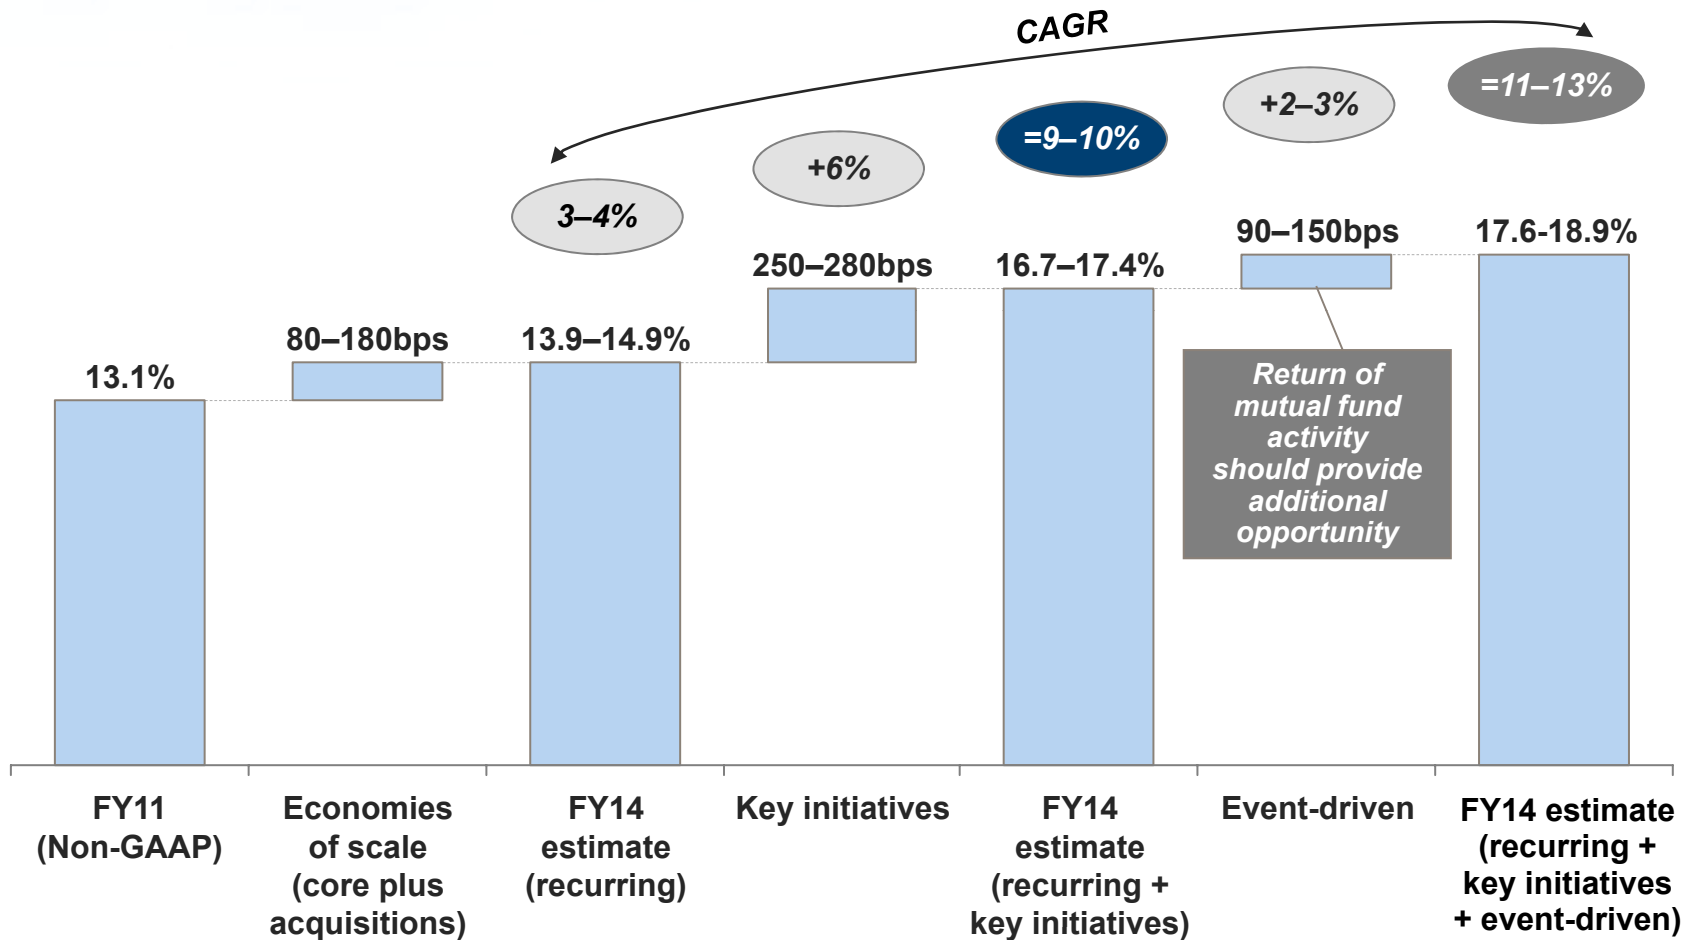 CAGR
3–4%
+6%
=9–10%
+2–3%
=11–13%
13.1%
80–180bps
13.9–14.9%
250–280bps
16.7–17.4%
90–150bps
17.6-18.9%
Return of
mutual fund
activity
should provide
additional
opportunity
FY11
(Non-GAAP)
Economies
of scale
(core plus
acquisitions)
FY14
estimate
(recurring)
Key initiatives
FY14
estimate
(recurring +
key initiatives)
Event-driven
FY14 estimate
(recurring +
key initiatives
+ event-driven)